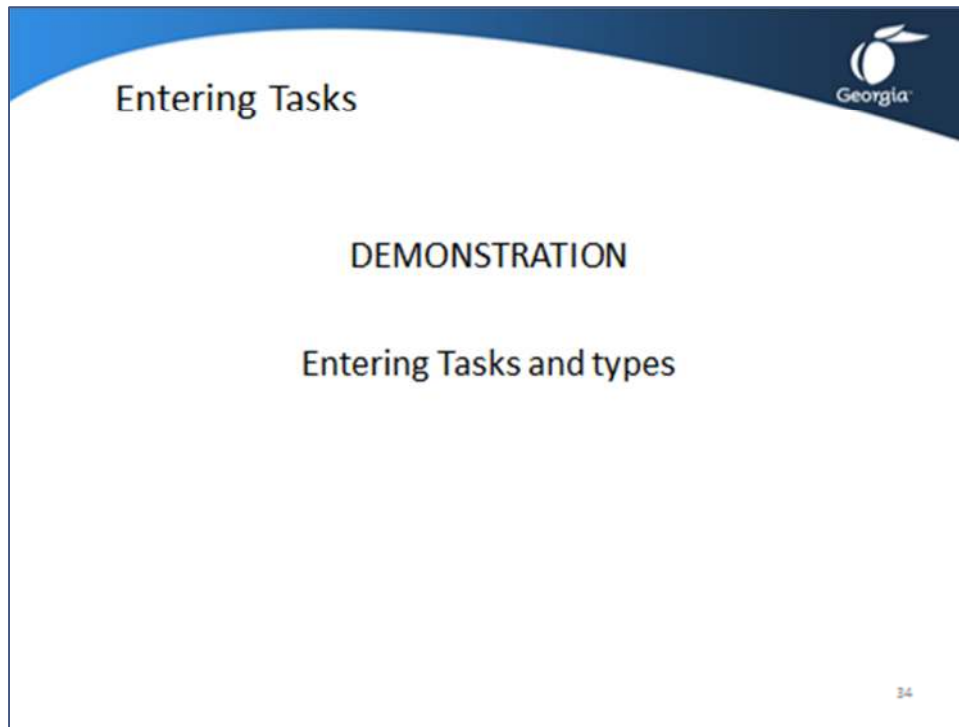 Georgia
Entering Tasks
DEMONSTRATION
Entering Tasks and types
34